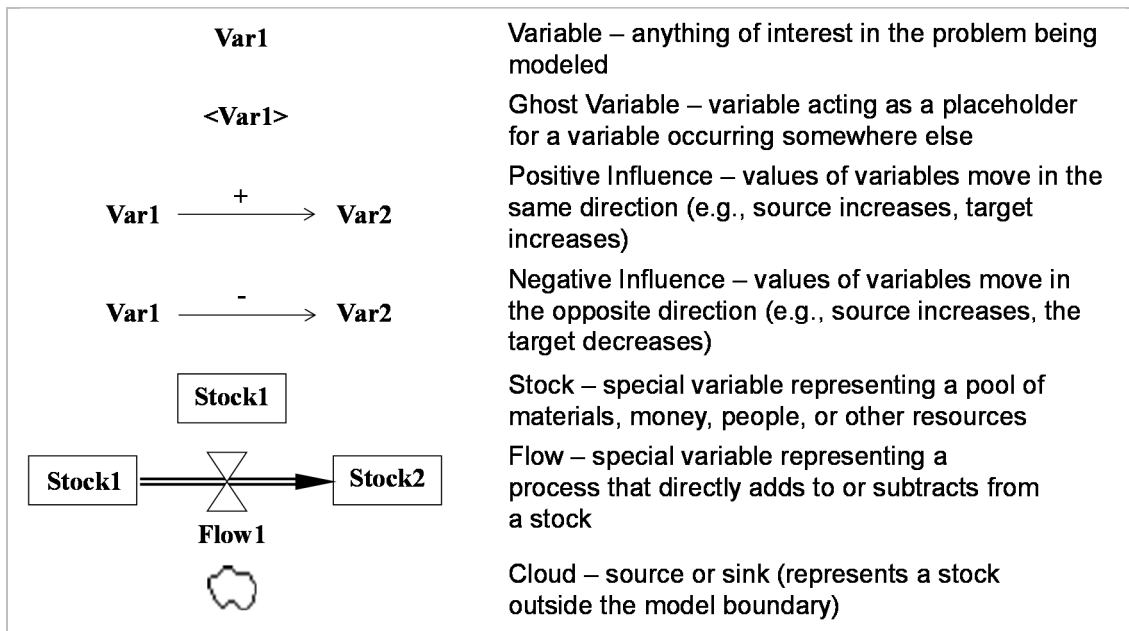 Var1
Variable – anything of interest in the problem being
modeled
<Var1>
Ghost Variable – variable acting as a placeholder
for a variable occurring somewhere else
Var1 + Var2
Positive Influence – values of variables move in the
same direction (e.g., source increases, target
increases)
Var1 - Var2
Negative Influence – values of variables move in
the opposite direction (e.g., source increases, the
target decreases)
Stock1
Stock – special variable representing a pool of
materials, money, people, or other resources
Stock1 Stock2
Flow1
Flow – special variable representing a
process that directly adds to or subtracts from
a stock
Cloud – source or sink (represents a stock
outside the model boundary)